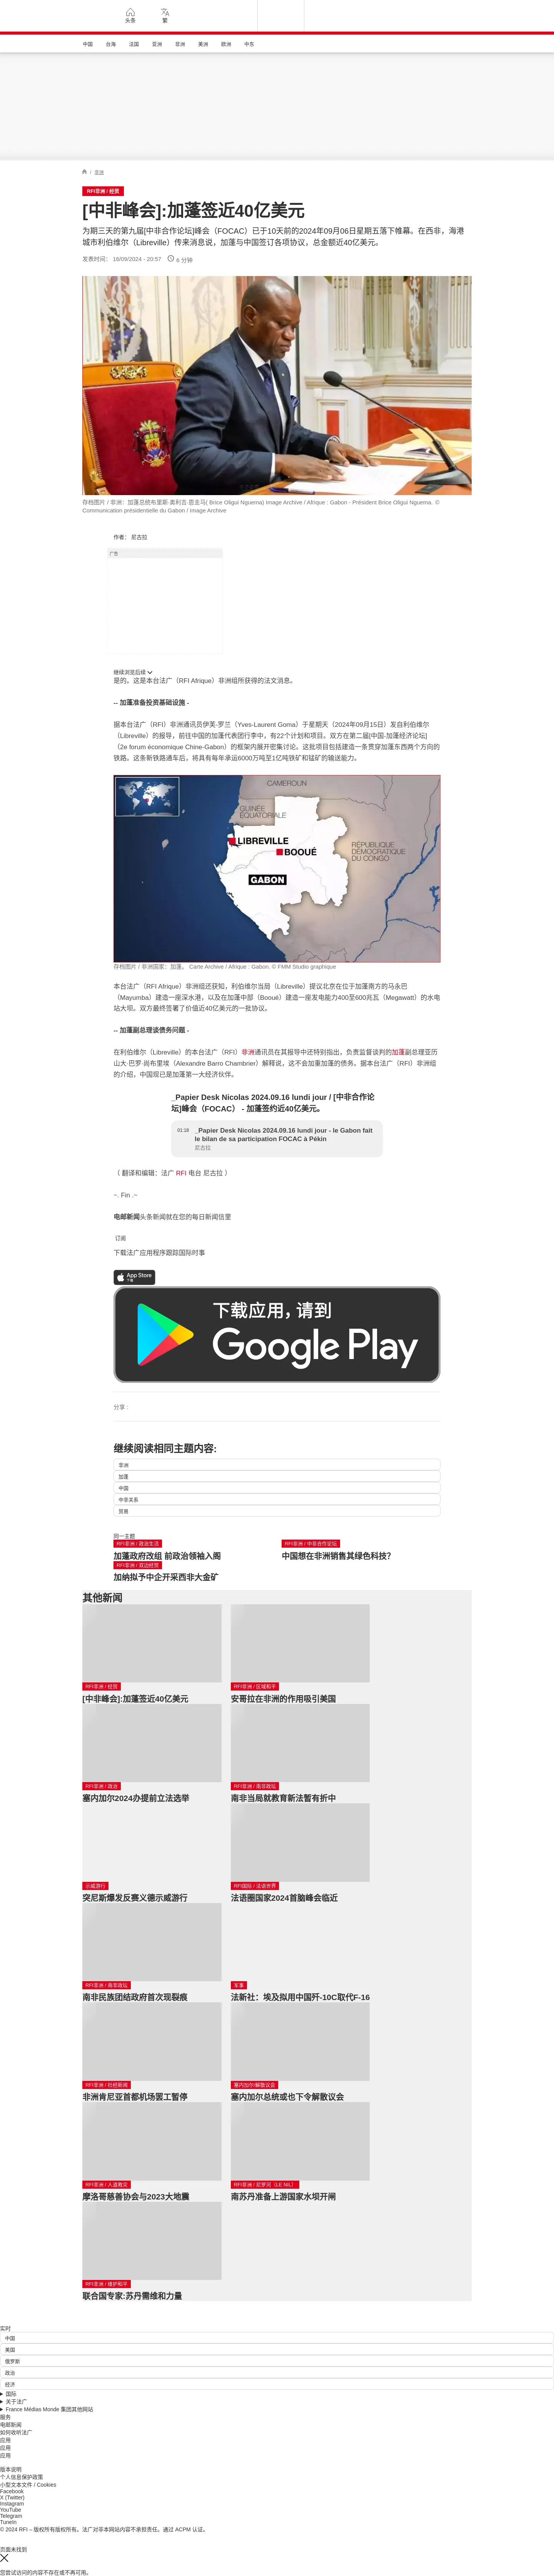 头条
繁
中国
台海
法国
亚洲
非洲
美洲
欧洲
中东
/ 非洲
RFI非洲 / 经贸
[中非峰会]:加蓬签近40亿美元
为期三天的第九届[中非合作论坛]峰会（FOCAC）已于10天前的2024年09月06日星期五落下帷幕。在西非，海港
城市利伯维尔（Libreville）传来消息说，加蓬与中国签订各项协议，总金额近40亿美元。
发表时间： 16/09/2024 - 20:57
6 分钟
存档图片 / 非洲：加蓬总统布里斯·奥利吉·恩圭马( Brice Oligui Nguema) Image Archive / Afrique : Gabon - Président Brice Oligui Nguema. ©
Communication présidentielle du Gabon / Image Archive
作者： 尼古拉
广告
继续浏览后续
是的。这是本台法广（RFI Afrique）非洲组所获得的法文消息。
-- 加蓬准备投资基础设施 -
据本台法广（RFI）非洲通讯员伊芙-罗兰（Yves-Laurent Goma）于星期天（2024年09月15日）发自利伯维尔
（Libreville）的报导，前往中国的加蓬代表团行李中，有22个计划和项目。双方在第二届[中国-加蓬经济论坛]
（2e forum économique Chine-Gabon）的框架内展开密集讨论。这批项目包括建造一条贯穿加蓬东西两个方向的
铁路。这条新铁路通车后，将具有每年承运6000万吨至1亿吨铁矿和锰矿的输送能力。
CAMEROUN
GUINÉE
ÉQUATORIALE
LIBREVILLE
BOOUÉ
RÉPUBLIQUE
DÉMOCRATIQUE
DU CONGO
GABON
存档图片 / 非洲国家：加蓬。 Carte Archive / Afrique : Gabon. © FMM Studio graphique
本台法广（RFI Afrique）非洲组还获知，利伯维尔当局（Libreville）提议北京在位于加蓬南方的马永巴
（Mayumba）建造一座深水港，以及在加蓬中部（Booué）建造一座发电能力400至600兆瓦（Megawatt）的水电
站大坝。双方最终签署了价值近40亿美元的一批协议。
-- 加蓬副总理谈债务问题 -
在利伯维尔（Libreville）的本台法广（RFI）非洲通讯员在其报导中还特别指出，负责监督谈判的加蓬副总理亚历
山大·巴罗·尚布里埃（Alexandre Barro Chambrier）解释说，这不会加重加蓬的债务。据本台法广（RFI）非洲组
的介绍，中国现已是加蓬第一大经济伙伴。
_Papier Desk Nicolas 2024.09.16 lundi jour / [中非合作论
坛]峰会（FOCAC） - 加蓬签约近40亿美元。
01:18
_Papier Desk Nicolas 2024.09.16 lundi jour - le Gabon fait
le bilan de sa participation FOCAC à Pékin
尼古拉
（ 翻译和编辑：法广 RFI 电台 尼古拉 ）
~. Fin .~
电邮新闻头条新闻就在您的每日新闻信里
订阅
下载法广应用程序跟踪国际时事
App Store
下载
下载应用，请到
Google Play
分享 :
继续阅读相同主题内容:
非洲
加蓬
中国
中非关系
贸易
同一主题
RFI非洲 / 政治生活
加蓬政府改组 前政治领袖入阁
RFI非洲 / 中非合作论坛
中国想在非洲销售其绿色科技?
RFI非洲 / 双边经贸
加纳拟予中企开采西非大金矿
其他新闻
RFI非洲 / 经贸
[中非峰会]:加蓬签近40亿美元
RFI非洲 / 区域和平
安哥拉在非洲的作用吸引美国
RFI非洲 / 政治
塞内加尔2024办提前立法选举
RFI非洲 / 南非政坛
南非当局就教育新法暂有折中
示威游行
突尼斯爆发反赛义德示威游行
RFI国际 / 法语世界
法语圈国家2024首脑峰会临近
RFI非洲 / 南非政坛
南非民族团结政府首次现裂痕
军事
法新社：埃及拟用中国歼-10C取代F-16
RFI非洲 / 社经新闻
非洲肯尼亚首都机场罢工暂停
塞内加尔/解散议会
塞内加尔总统或也下令解散议会
RFI非洲 / 人道救灾
摩洛哥慈善协会与2023大地震
RFI非洲 / 尼罗河（LE NIL）
南苏丹准备上游国家水坝开闸
RFI非洲 / 维护和平
联合国专家:苏丹需维和力量
实时
中国
美国
俄罗斯
政治
经济
国际
关于法广
France Médias Monde 集团其他网站
服务
电邮新闻
如何收听法广
应用
应用
应用
版本说明
个人信息保护政策
小型文本文件 / Cookies
Facebook
X (Twitter)
Instagram
YouTube
Telegram
TuneIn
© 2024 RFI – 版权所有版权所有。法广对非本网站内容不承担责任。通过 ACPM 认证。
页面未找到
您尝试访问的内容不存在或不再可用。